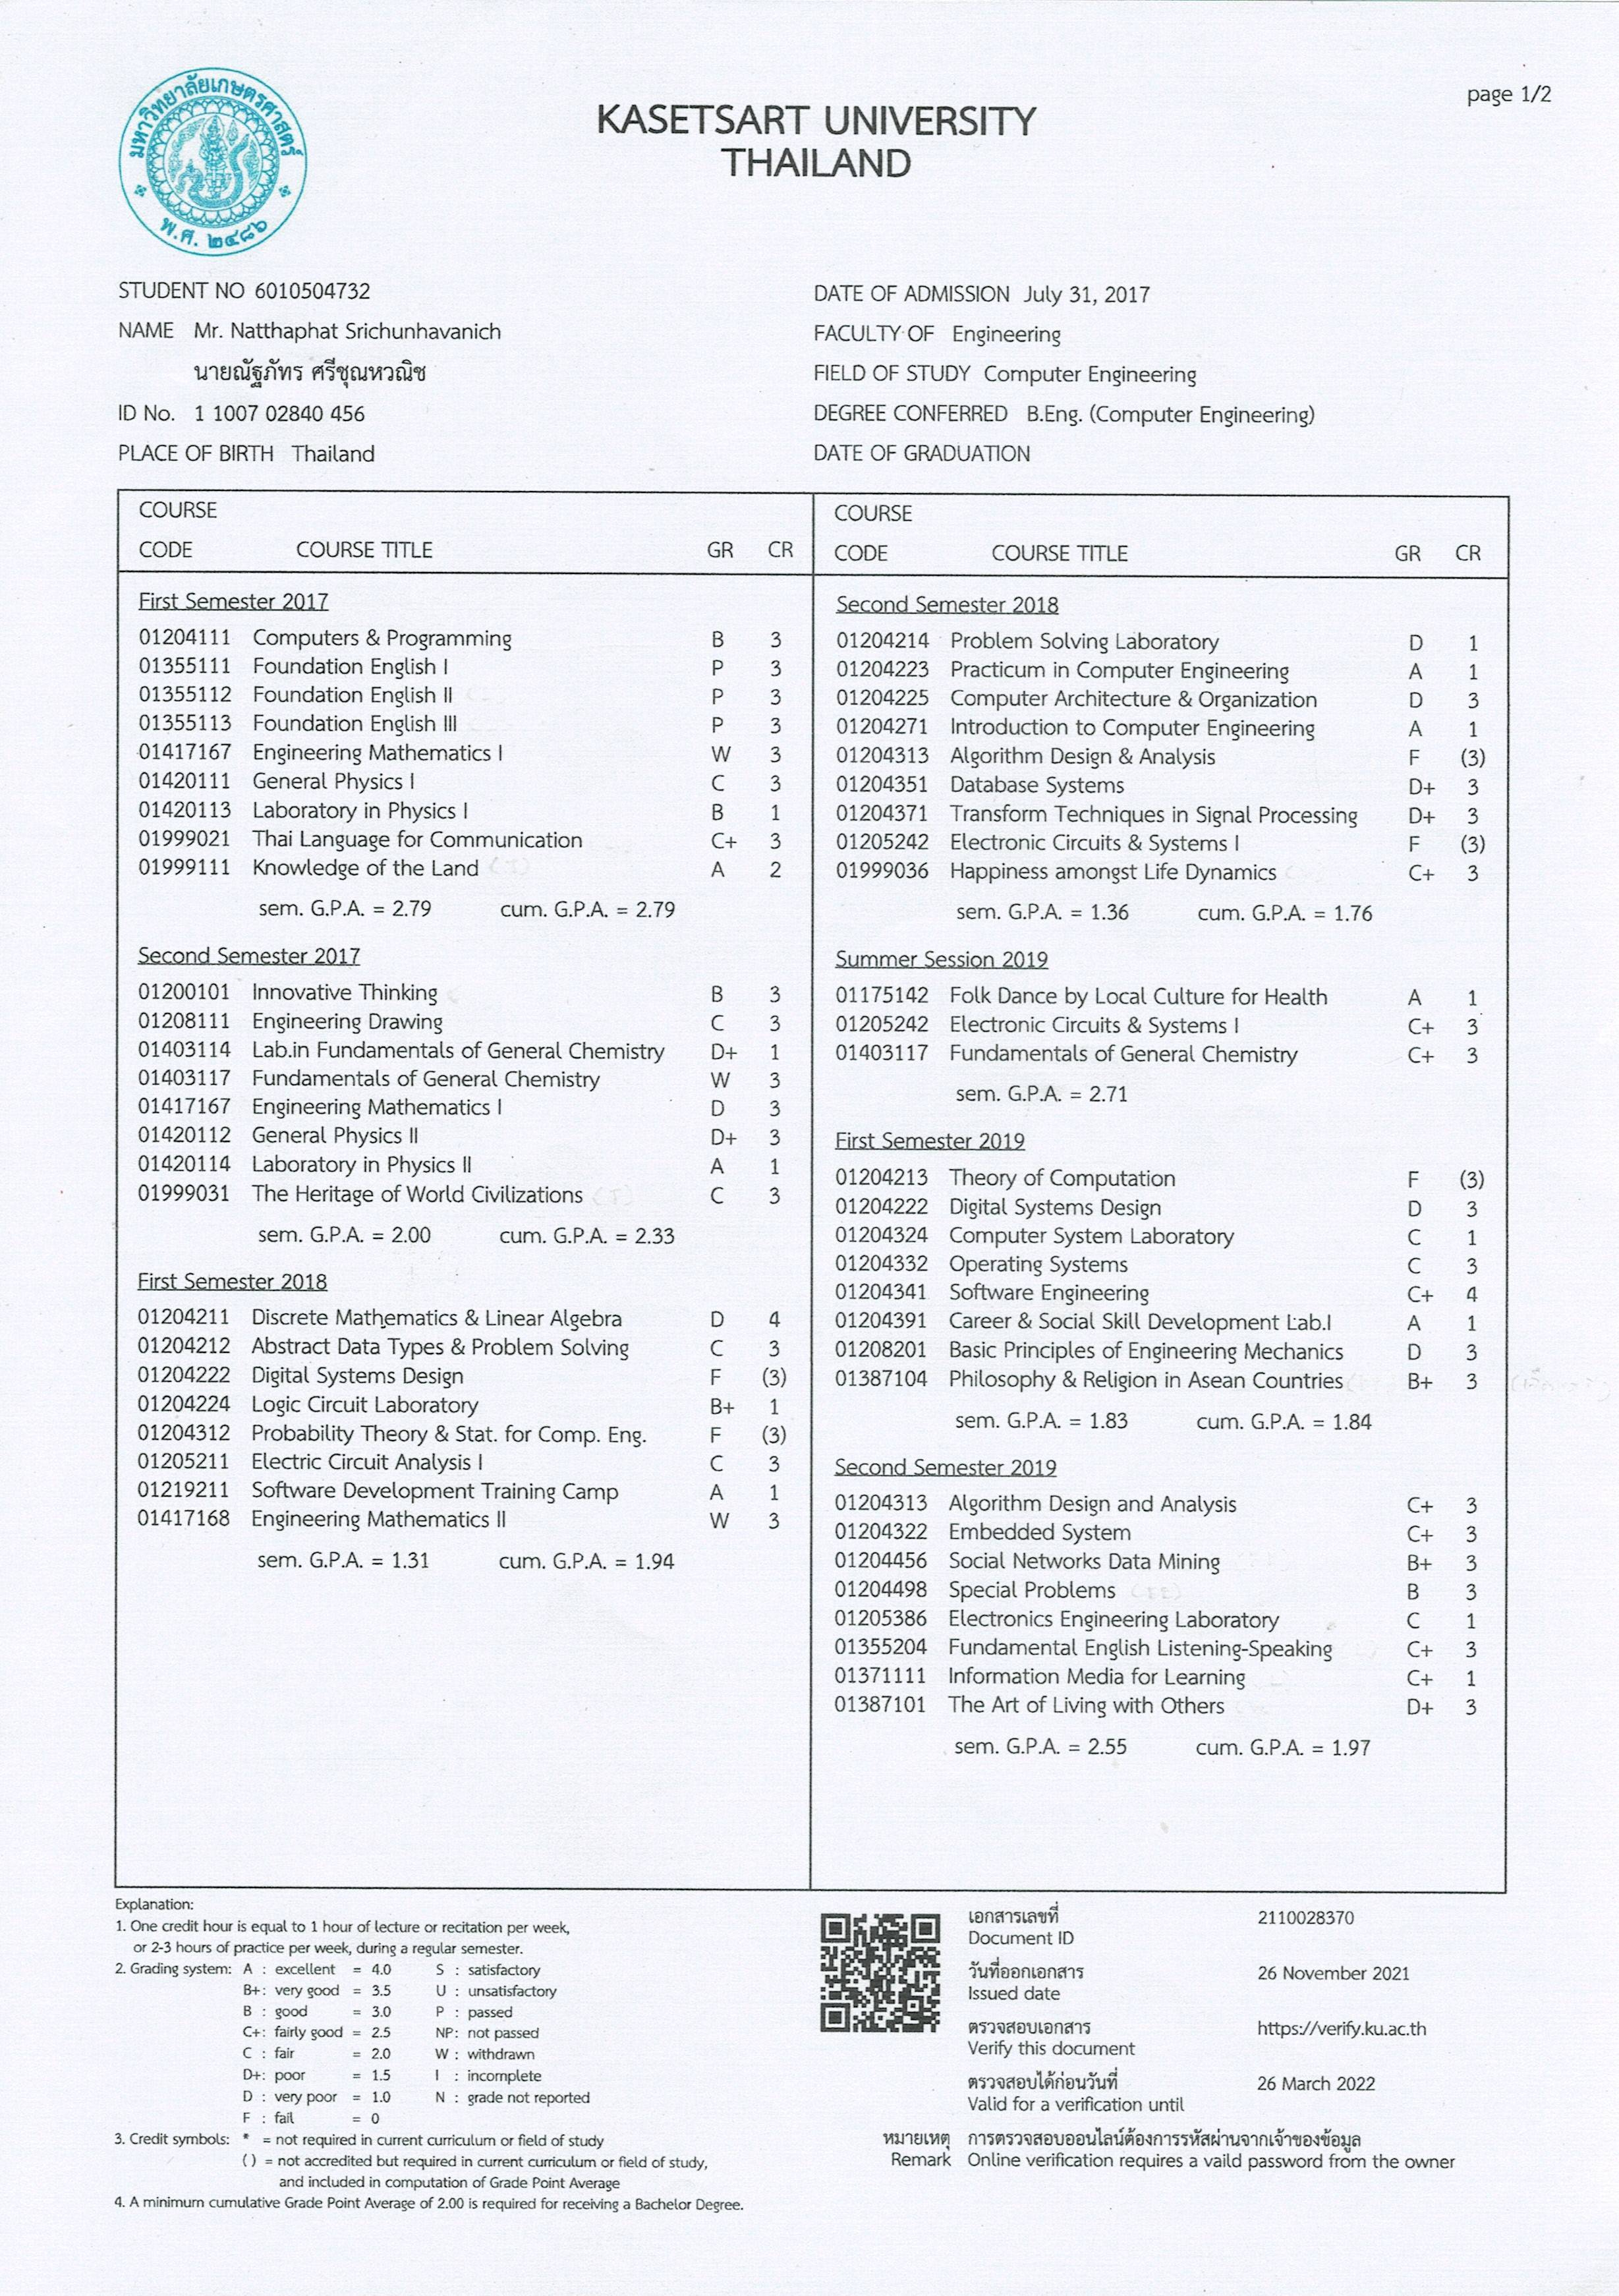 มหาวิทยาลัยเกษตรศาสตร์
พ.ศ. ๒๔๘๖
page 1/2
KASETSART UNIVERSITY
THAILAND
STUDENT NO 6010504732
NAME Mr. Natthaphat Srichunhavanich
นายณัฐภัทร ศรีชุณหวณิช
ID No. 1 1007 02840 456
PLACE OF BIRTH Thailand
DATE OF ADMISSION July 31, 2017
FACULTY OF Engineering
FIELD OF STUDY Computer Engineering
DEGREE CONFERRED B.Eng. (Computer Engineering)
DATE OF GRADUATION
COURSE
CODE COURSE TITLE GR CR
First Semester 2017
01204111 Computers & Programming B 3
01355111 Foundation English I P 3
01355112 Foundation English II P 3
01355113 Foundation English III P 3
01417167 Engineering Mathematics I W 3
01420111 General Physics I C 3
01420113 Laboratory in Physics I B 1
01999021 Thai Language for Communication C+ 3
01999111 Knowledge of the Land A 2
sem. G.P.A. = 2.79 cum. G.P.A. = 2.79
Second Semester 2017
01200101 Innovative Thinking B 3
01208111 Engineering Drawing C 3
01403114 Lab.in Fundamentals of General Chemistry D+ 1
01403117 Fundamentals of General Chemistry W 3
01417167 Engineering Mathematics I D 3
01420112 General Physics II D+ 3
01420114 Laboratory in Physics II A 1
01999031 The Heritage of World Civilizations C 3
sem. G.P.A. = 2.00 cum. G.P.A. = 2.33
First Semester 2018
01204211 Discrete Mathematics & Linear Algebra D 4
01204212 Abstract Data Types & Problem Solving C 3
01204222 Digital Systems Design F (3)
01204224 Logic Circuit Laboratory B+ 1
01204312 Probability Theory & Stat. for Comp. Eng. F (3)
01205211 Electric Circuit Analysis I C 3
01219211 Software Development Training Camp A 1
01417168 Engineering Mathematics II W 3
sem. G.P.A. = 1.31 cum. G.P.A. = 1.94
COURSE
CODE COURSE TITLE GR CR
Second Semester 2018
01204214 Problem Solving Laboratory D 1
01204223 Practicum in Computer Engineering A 1
01204225 Computer Architecture & Organization D 3
01204271 Introduction to Computer Engineering A 1
01204313 Algorithm Design & Analysis F (3)
01204351 Database Systems D+ 3
01204371 Transform Techniques in Signal Processing D+ 3
01205242 Electronic Circuits & Systems I F (3)
01999036 Happiness amongst Life Dynamics C+ 3
sem. G.P.A. = 1.36 cum. G.P.A. = 1.76
Summer Session 2019
01175142 Folk Dance by Local Culture for Health A 1
01205242 Electronic Circuits & Systems I C+ 3
01403117 Fundamentals of General Chemistry C+ 3
sem. G.P.A. = 2.71
First Semester 2019
01204213 Theory of Computation F (3)
01204222 Digital Systems Design D 3
01204324 Computer System Laboratory C 1
01204332 Operating Systems C 3
01204341 Software Engineering C+ 4
01204391 Career & Social Skill Development Lab.I A 1
01208201 Basic Principles of Engineering Mechanics D 3
01387104 Philosophy & Religion in Asean Countries B+ 3
sem. G.P.A. = 1.83 cum. G.P.A. = 1.84
Second Semester 2019
01204313 Algorithm Design and Analysis C+ 3
01204322 Embedded System C+ 3
01204456 Social Networks Data Mining B+ 3
01204498 Special Problems B 3
01205386 Electronics Engineering Laboratory C 1
01355204 Fundamental English Listening-Speaking C+ 3
01371111 Information Media for Learning C+ 1
01387101 The Art of Living with Others D+ 3
sem. G.P.A. = 2.55 cum. G.P.A. = 1.97
Explanation:
1. One credit hour is equal to 1 hour of lecture or recitation per week,
or 2-3 hours of practice per week, during a regular semester.
2. Grading system: A : excellent = 4.0 S : satisfactory
B+: very good = 3.5 U : unsatisfactory
B : good = 3.0 P : passed
C+: fairly good = 2.5 NP: not passed
C : fair = 2.0 W : withdrawn
D+: poor = 1.5 I : incomplete
D : very poor = 1.0 N : grade not reported
F : fail = 0
3. Credit symbols: * = not required in current curriculum or field of study
( ) = not accredited but required in current curriculum or field of study,
and included in computation of Grade Point Average
4. A minimum cumulative Grade Point Average of 2.00 is required for receiving a Bachelor Degree.
เอกสารเลขที่ 2110028370
Document ID
วันที่ออกเอกสาร 26 November 2021
Issued date
ตรวจสอบเอกสาร https://verify.ku.ac.th
Verify this document
ตรวจสอบได้ก่อนวันที่ 26 March 2022
Valid for a verification until
หมายเหตุ การตรวจสอบออนไลน์ต้องการรหัสผ่านจากเจ้าของข้อมูล
Remark Online verification requires a vaild password from the owner